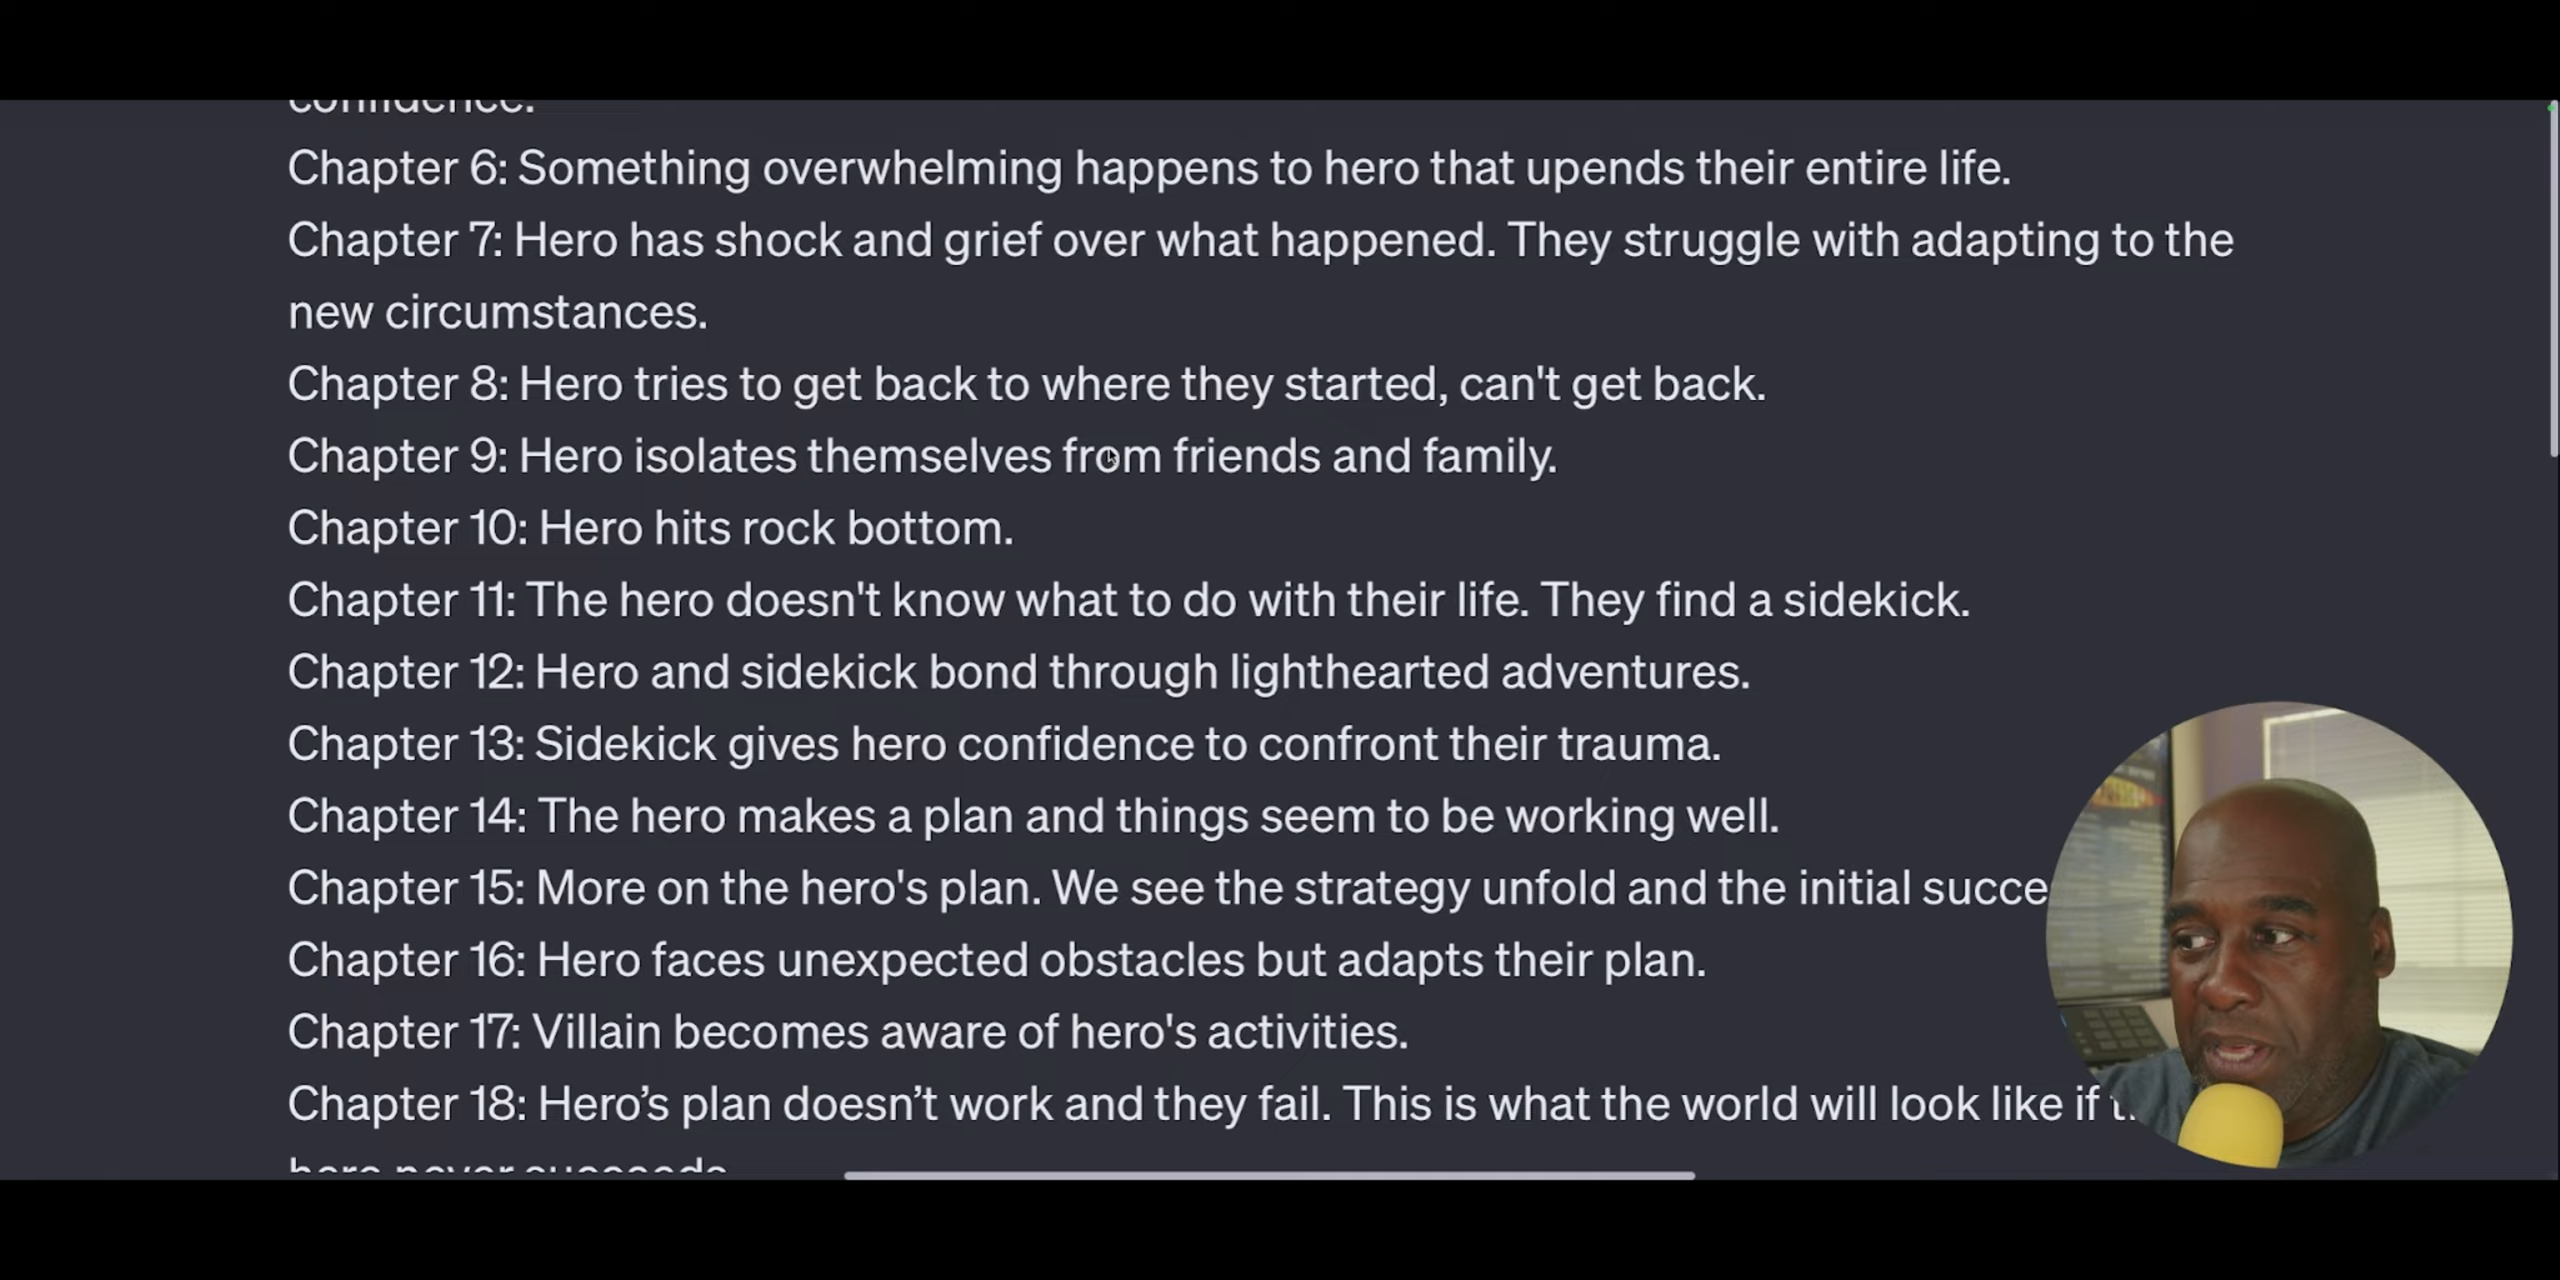 confidence.
Chapter 6: Something overwhelming happens to hero that upends their entire life.
Chapter 7: Hero has shock and grief over what happened. They struggle with adapting to the
new circumstances.
Chapter 8: Hero tries to get back to where they started, can't get back.
Chapter 9: Hero isolates themselves from friends and family.
Chapter 10: Hero hits rock bottom.
Chapter 11: The hero doesn't know what to do with their life. They find a sidekick.
Chapter 12: Hero and sidekick bond through lighthearted adventures.
Chapter 13: Sidekick gives hero confidence to confront their trauma.
Chapter 14: The hero makes a plan and things seem to be working well.
Chapter 15: More on the hero's plan. We see the strategy unfold and the initial succe
Chapter 16: Hero faces unexpected obstacles but adapts their plan.
Chapter 17: Villain becomes aware of hero's activities.
Chapter 18: Hero’s plan doesn’t work and they fail. This is what the world will look like if
hero never succeeds.